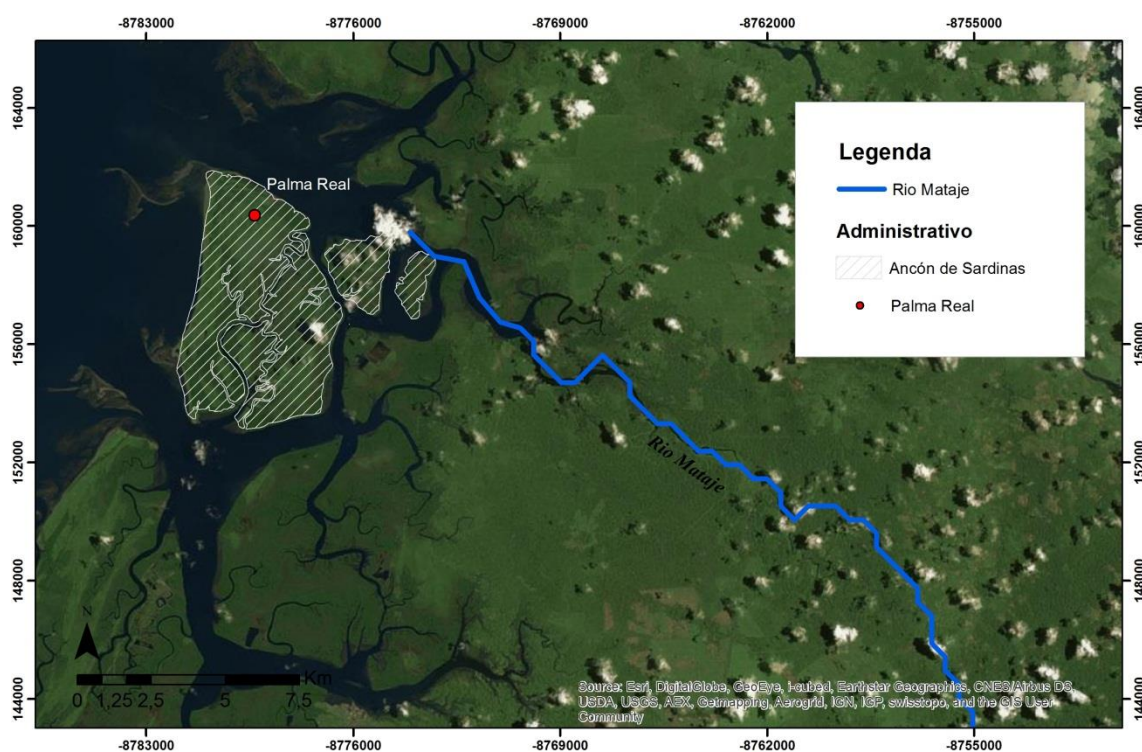 -8783000 -8776000 -8769000 -8762000 -8755000
164000 164000
Legenda
Rio Mataje
Palma Real
160000 160000
Administrativo
Ancón de Sardinas
Palma Real
156000 156000
Rio Mataje
152000 152000
148000 148000
N
Km
0 1,25 2,5 5 7,5
144000 144000
Source: Esri, DigitalGlobe, GeoEye, i-cubed, Earthstar Geographics, CNES/Airbus DS,
USDA, USGS, AEX, Getmapping, Aerogrid, IGN, IGP, swisstopo, and the GIS User
Community
-8783000 -8776000 -8769000 -8762000 -8755000